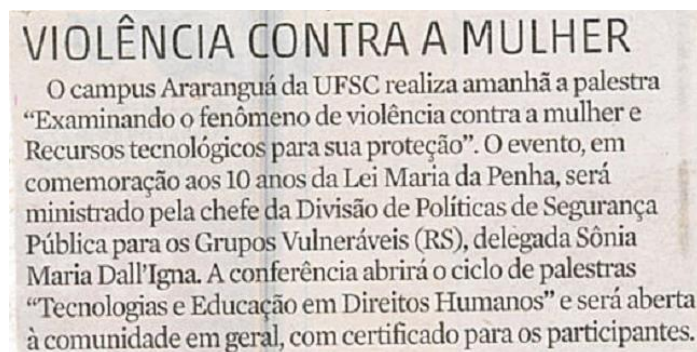 VIOLÊNCIA CONTRA A MULHER
O campus Araranguá da UFSC realiza amanhã a palestra
“Examinando o fenômeno de violência contra a mulher e
Recursos tecnológicos para sua proteção”. O evento, em
comemoração aos 10 anos da Lei Maria da Penha, será
ministrado pela chefe da Divisão de Políticas de Segurança
Pública para os Grupos Vulneráveis (RS), delegada Sônia
Maria Dall’Igna. A conferência abrirá o ciclo de palestras
“Tecnologias e Educação em Direitos Humanos” e será aberta
à comunidade em geral, com certificado para os participantes.